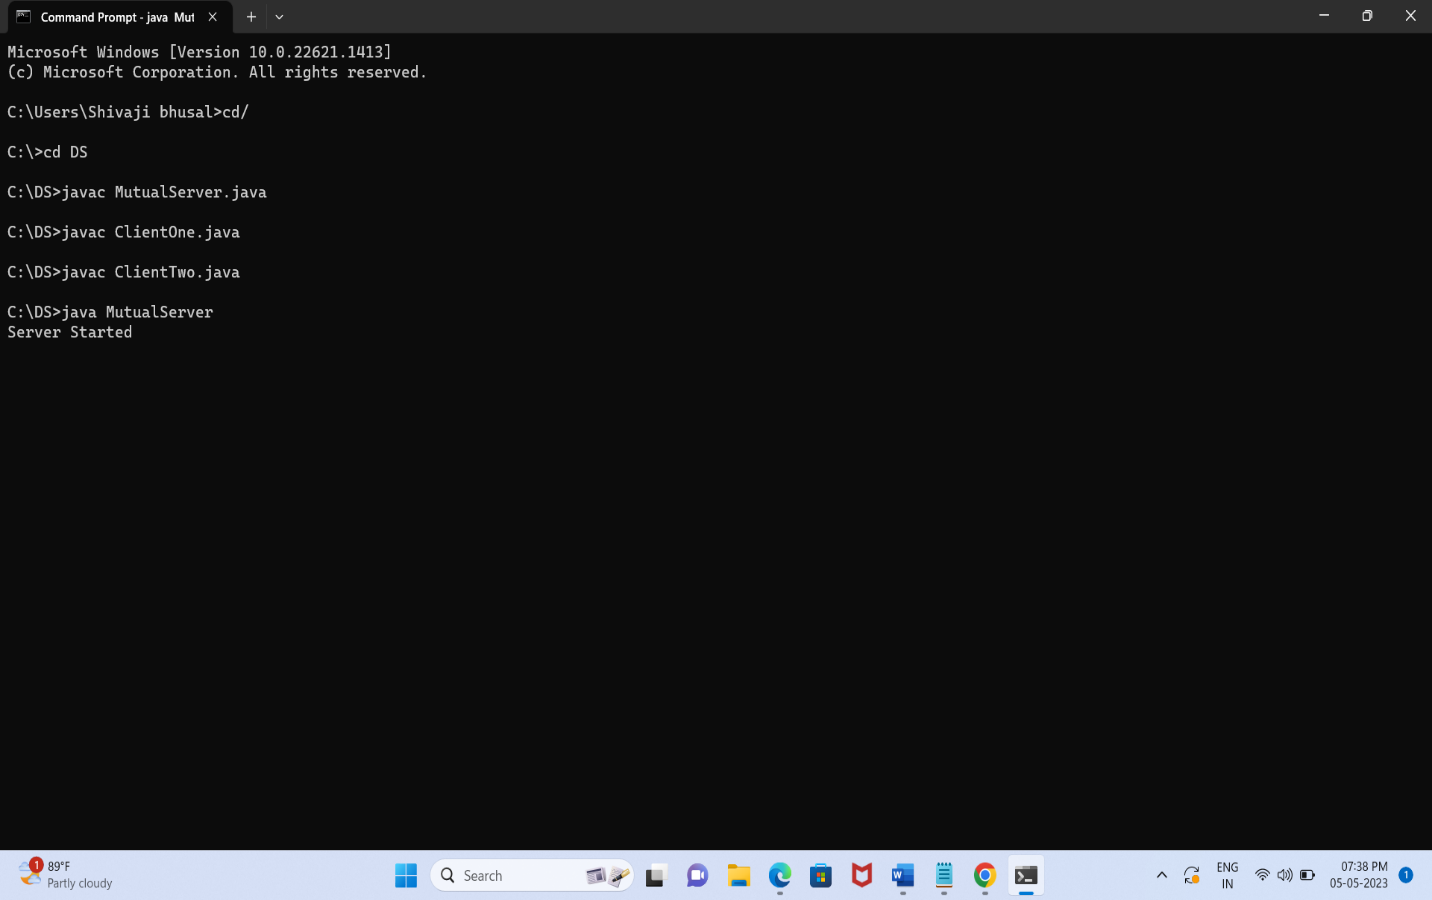 Command Prompt - java Mut
Microsoft Windows [Version 10.0.22621.1413]
(c) Microsoft Corporation. All rights reserved.
C:\Users\Shivaji bhusal>cd/
C:\>cd DS
C:\DS>javac MutualServer.java
C:\DS>javac ClientOne.java
C:\DS>javac ClientTwo.java
C:\DS>java MutualServer
Server Started
1
89°F
Partly cloudy
Search
W
ENG
IN
07:38 PM
05-05-2023
1